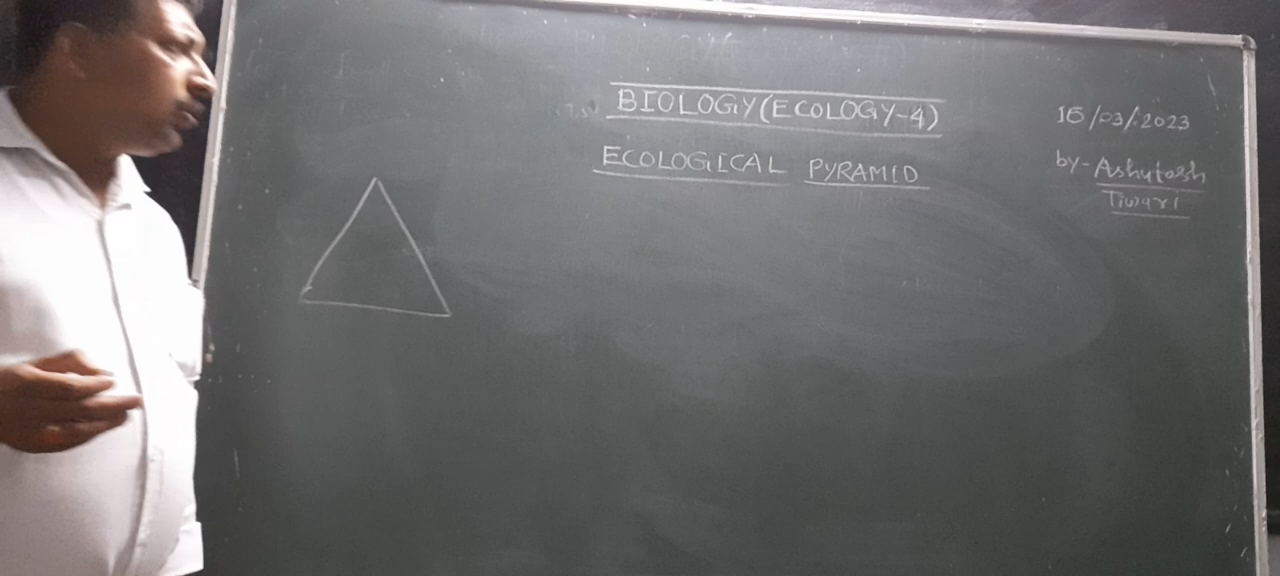 BIOLOGY(ECOLOGY-4)
16/03/2023
ECOLOGICAL PYRAMID
by- Ashutosh
Tiwari